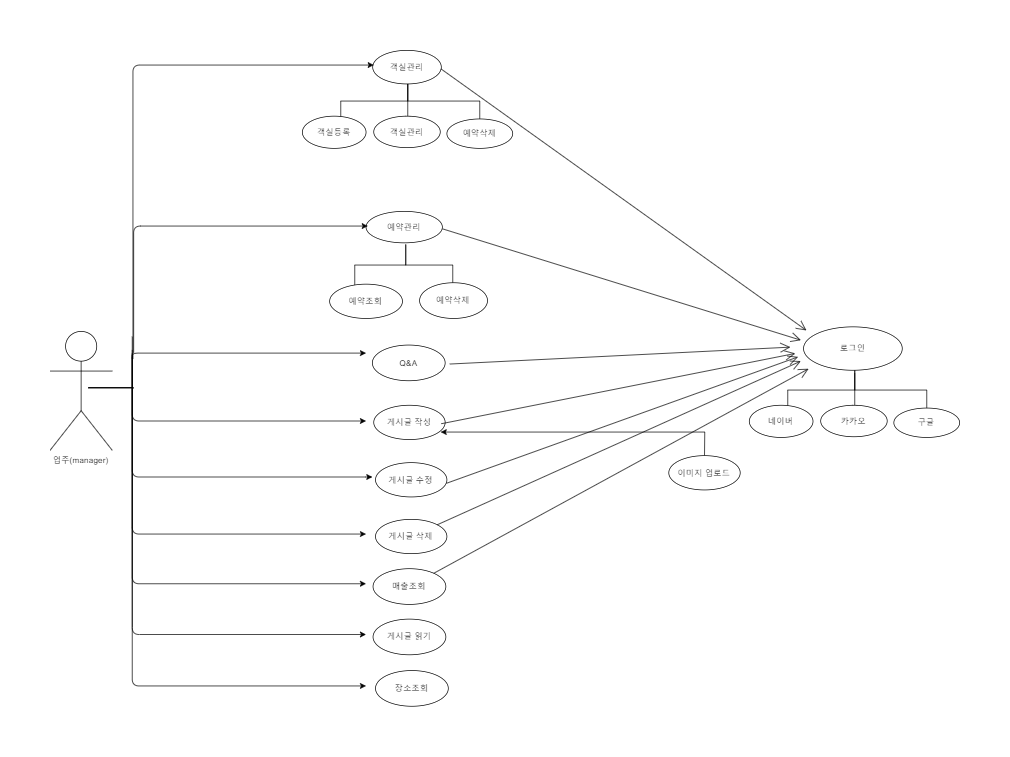 객실관리
객실등록
객실관리
예약삭제
예약관리
예약조회
예약삭제
로그인
Q&A
네이버
카카오
구글
게시글 작성
업주(manager)
이미지 업로드
게시글 수정
게시글 삭제
매출조회
게시글 읽기
장소조회